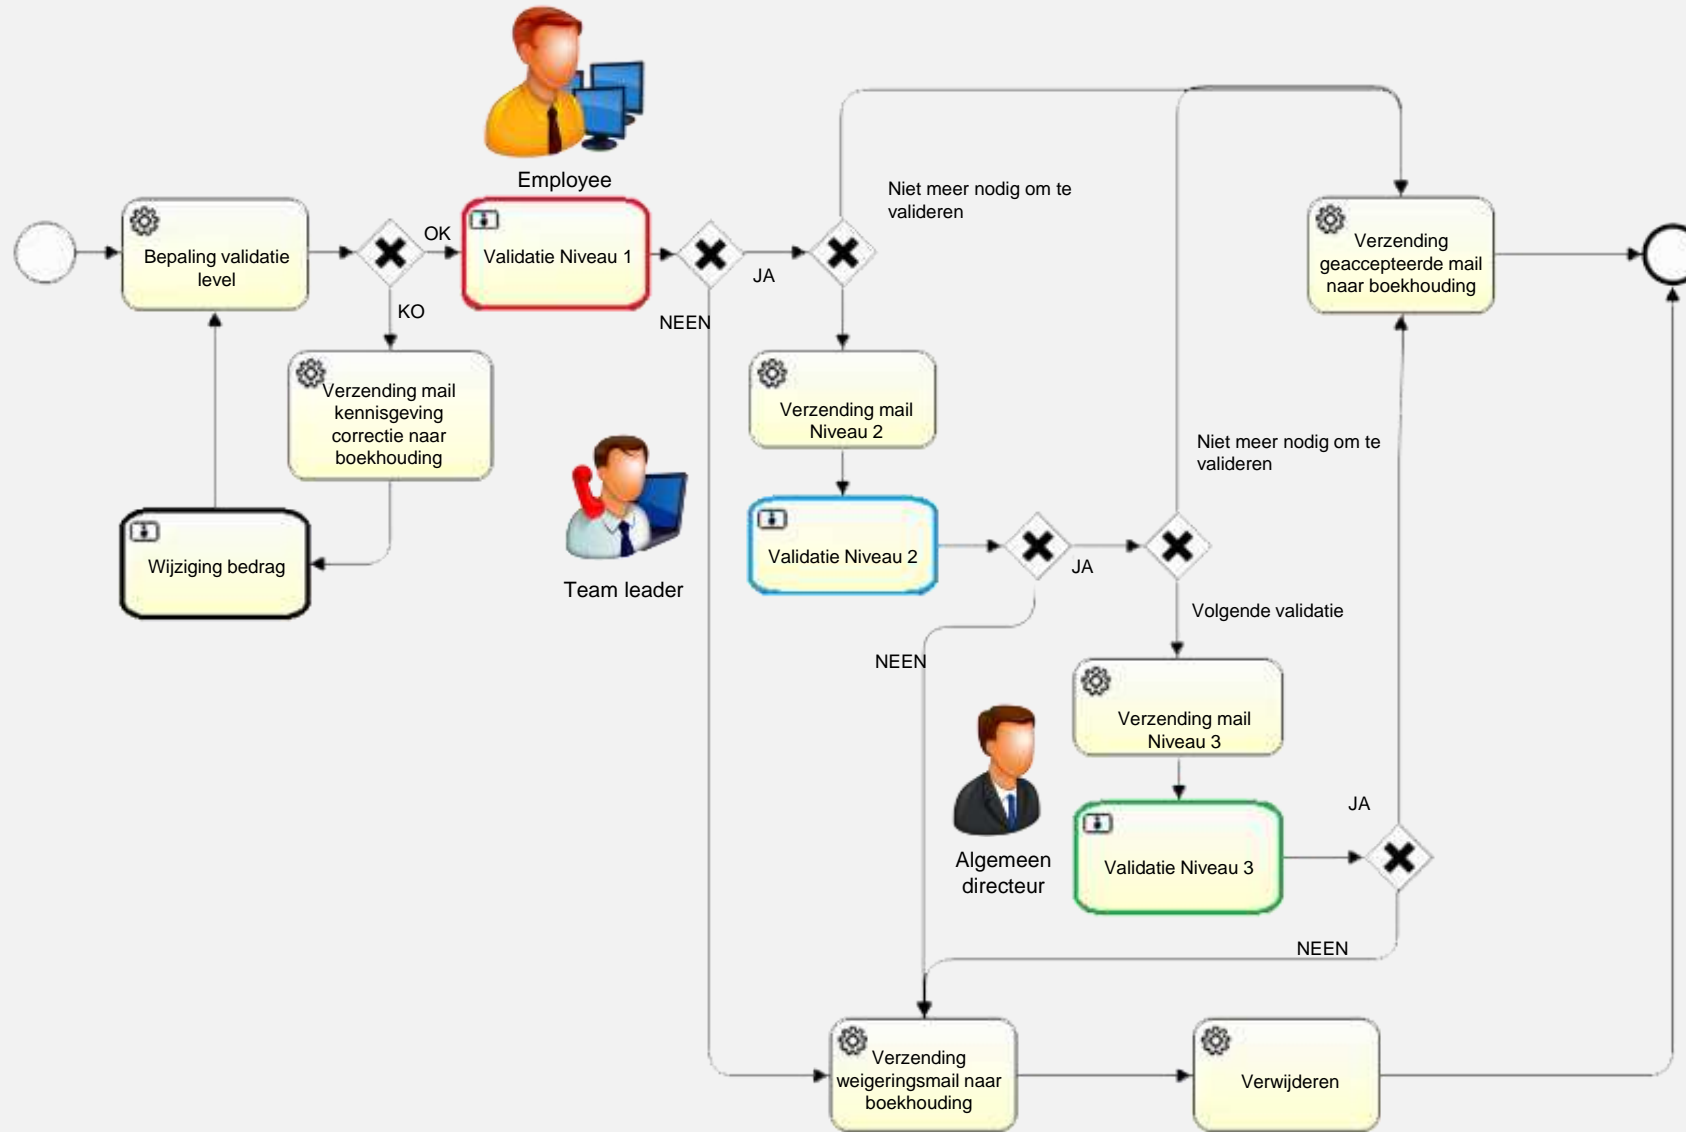 Employee
Niet meer nodig om te
valideren
Bepaling validatie
level
OK
KO
Validatie Niveau 1
JA
NEEN
Verzending
geaccepteerde mail
naar boekhouding
Verzending mail
kennisgeving
correctie naar
boekhouding
Verzending mail
Niveau 2
Niet meer nodig om te
valideren
Wijziging bedrag
Team leader
Validatie Niveau 2
JA
Volgende validatie
NEEN
Verzending mail
Niveau 3
Algemeen
directeur
Validatie Niveau 3
JA
NEEN
Verzending
weigeringsmail naar
boekhouding
Verwijderen